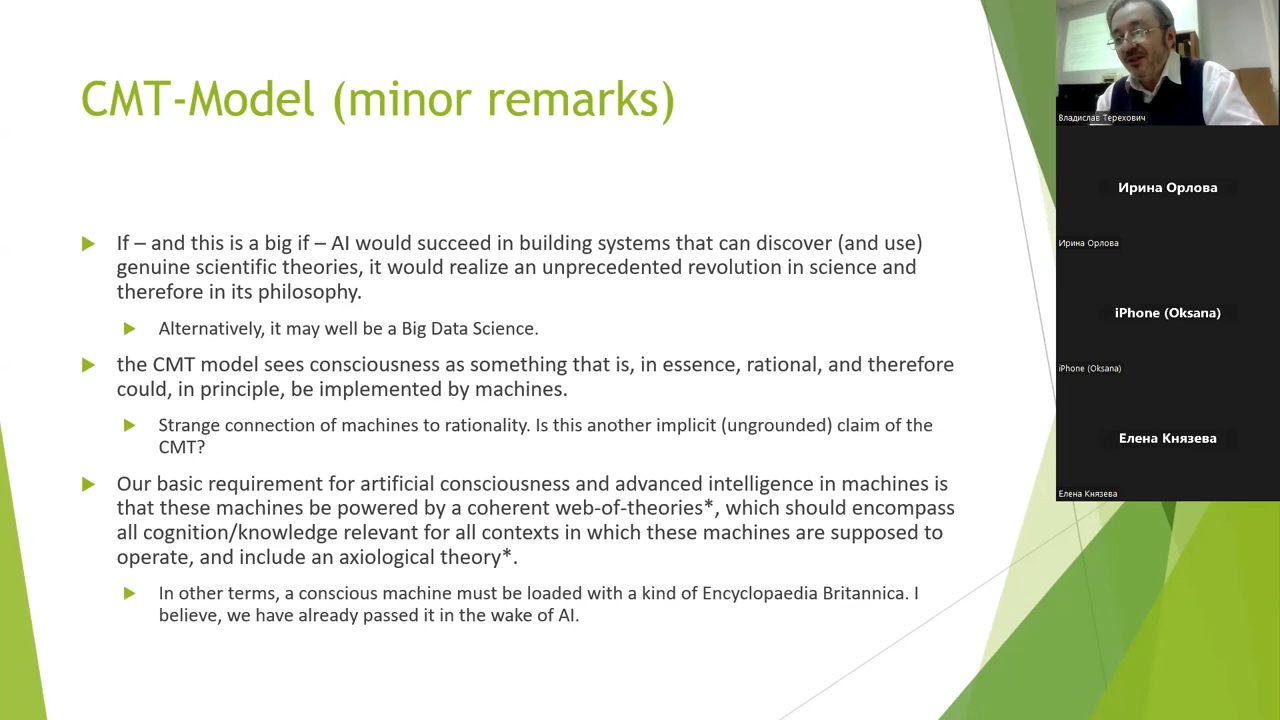 CMT-Model (minor remarks)
If – and this is a big if – AI would succeed in building systems that can discover (and use)
genuine scientific theories, it would realize an unprecedented revolution in science and
therefore in its philosophy.
Alternatively, it may well be a Big Data Science.
the CMT model sees consciousness as something that is, in essence, rational, and therefore
could, in principle, be implemented by machines.
Strange connection of machines to rationality. Is this another implicit (ungrounded) claim of the
CMT?
Our basic requirement for artificial consciousness and advanced intelligence in machines is
that these machines be powered by a coherent web-of-theories*, which should encompass
all cognition/knowledge relevant for all contexts in which these machines are supposed to
operate, and include an axiological theory*.
In other terms, a conscious machine must be loaded with a kind of Encyclopaedia Britannica. I
believe, we have already passed it in the wake of AI.
Владислав Терехович
Ирина Орлова
Ирина Орлова
iPhone (Oksana)
iPhone (Oksana)
Елена Князева
Елена Князева